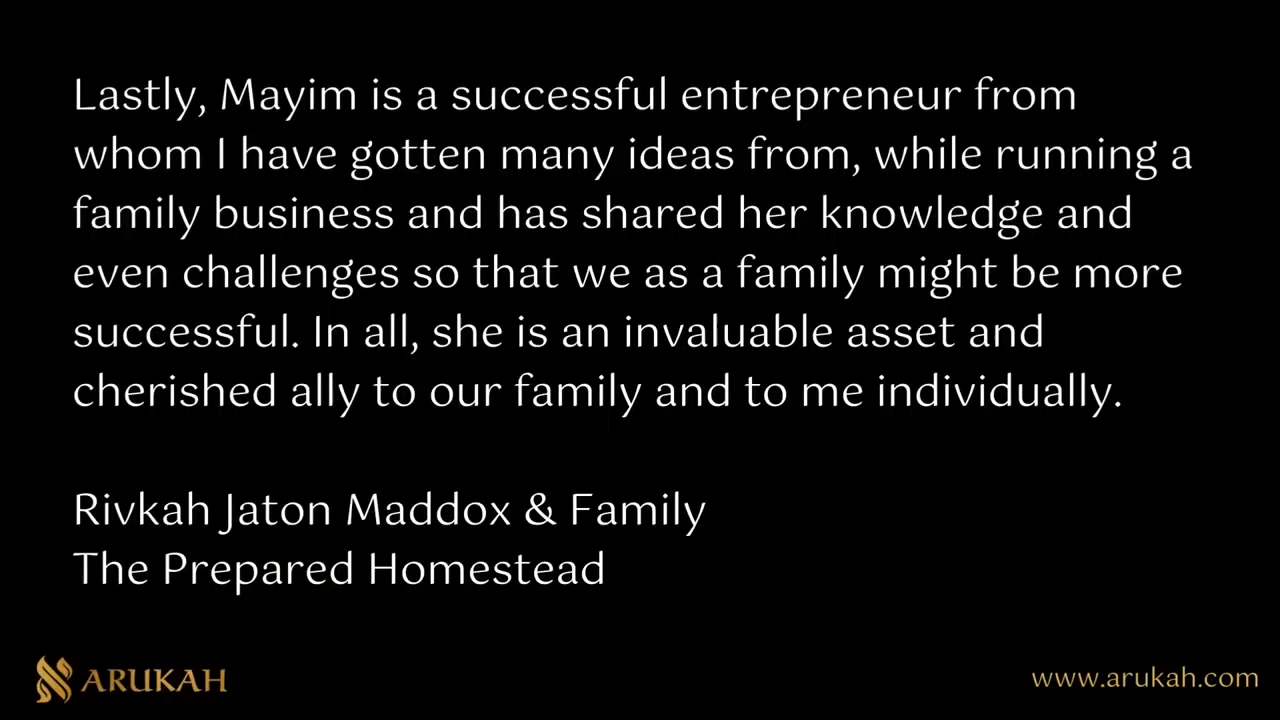 Lastly, Mayim is a successful entrepreneur from
whom I have gotten many ideas from, while running a
family business and has shared her knowledge and
even challenges so that we as a family might be more
successful. In all, she is an invaluable asset and
cherished ally to our family and to me individually.
Rivkah Jaton Maddox & Family
The Prepared Homestead
ARUKAH
www.arukah.com